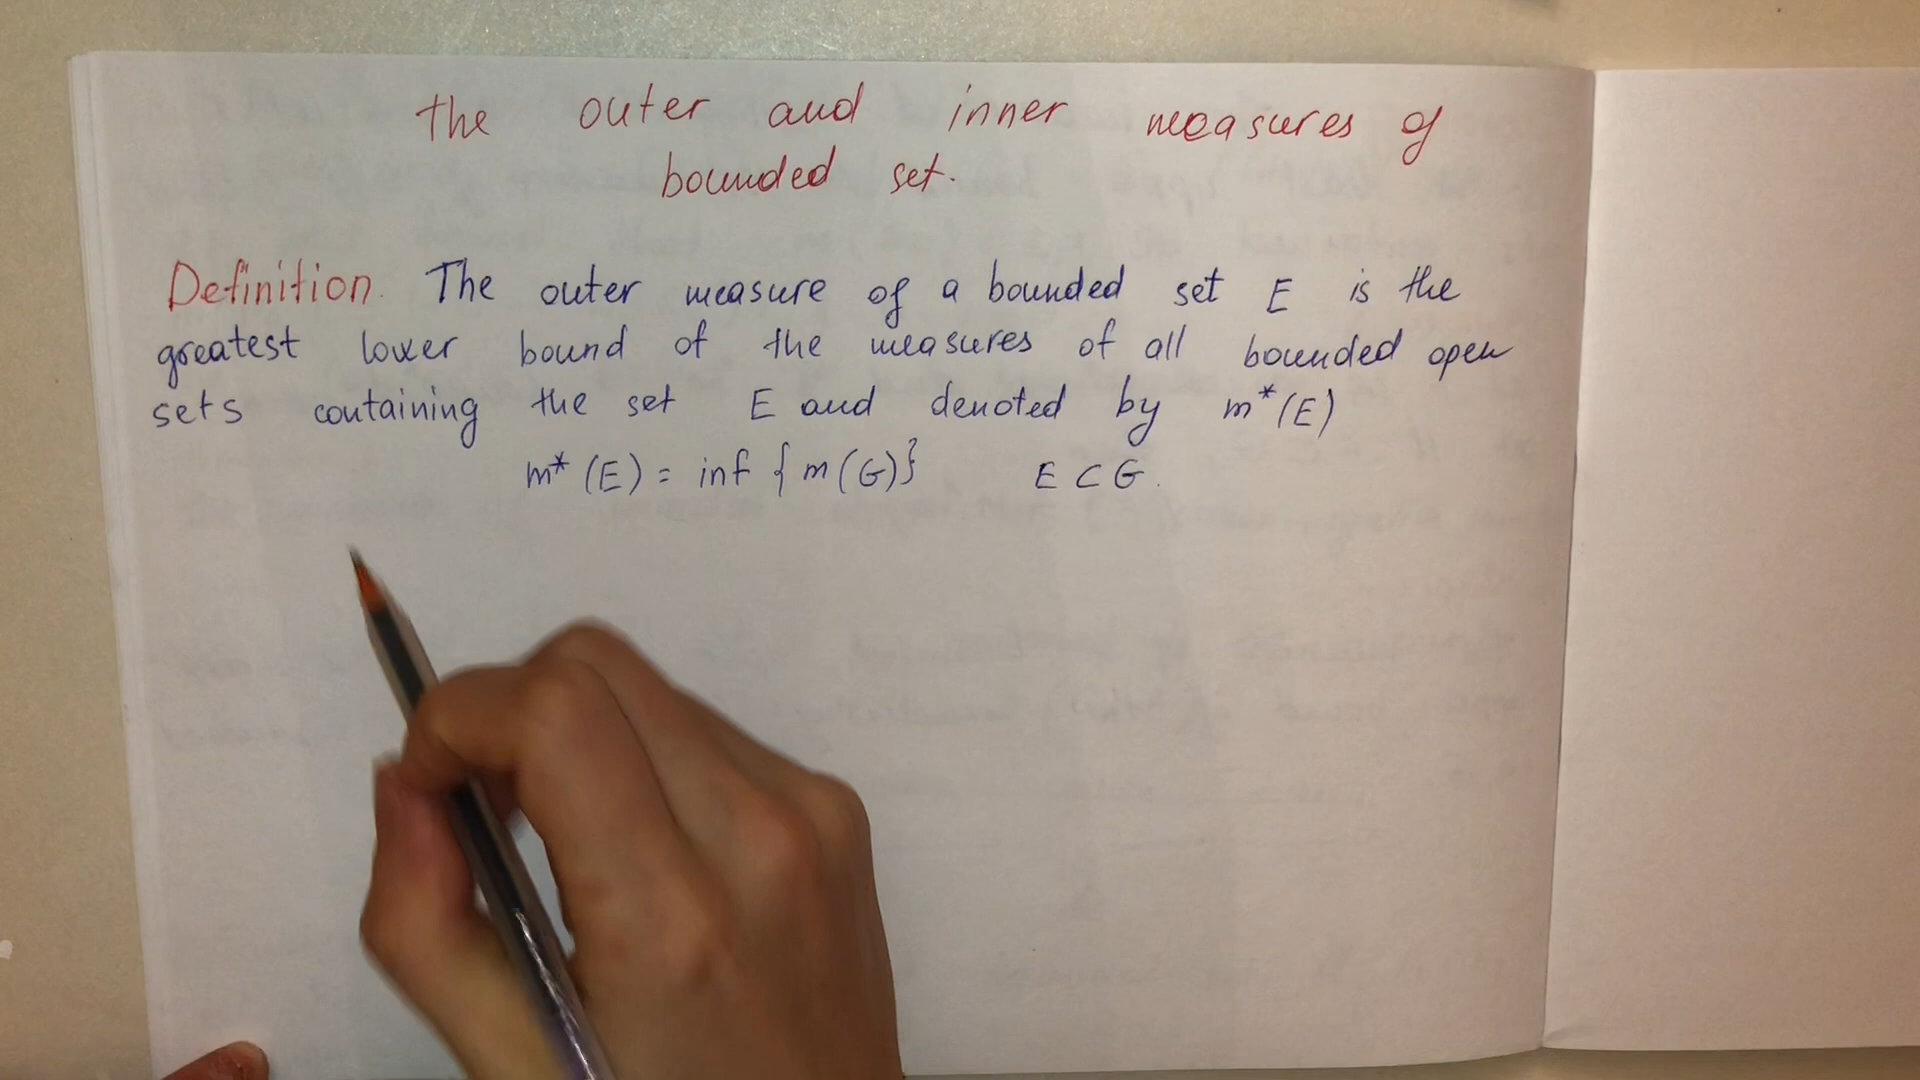 the outer and inner measures of
bounded set.
Definition. The outer measure of a bounded set E is the
greatest lower bound of the measures of all bounded open
sets containing the set E and denoted by m*(E)
m*(E) = inf {m(G)} E ⊂ G.